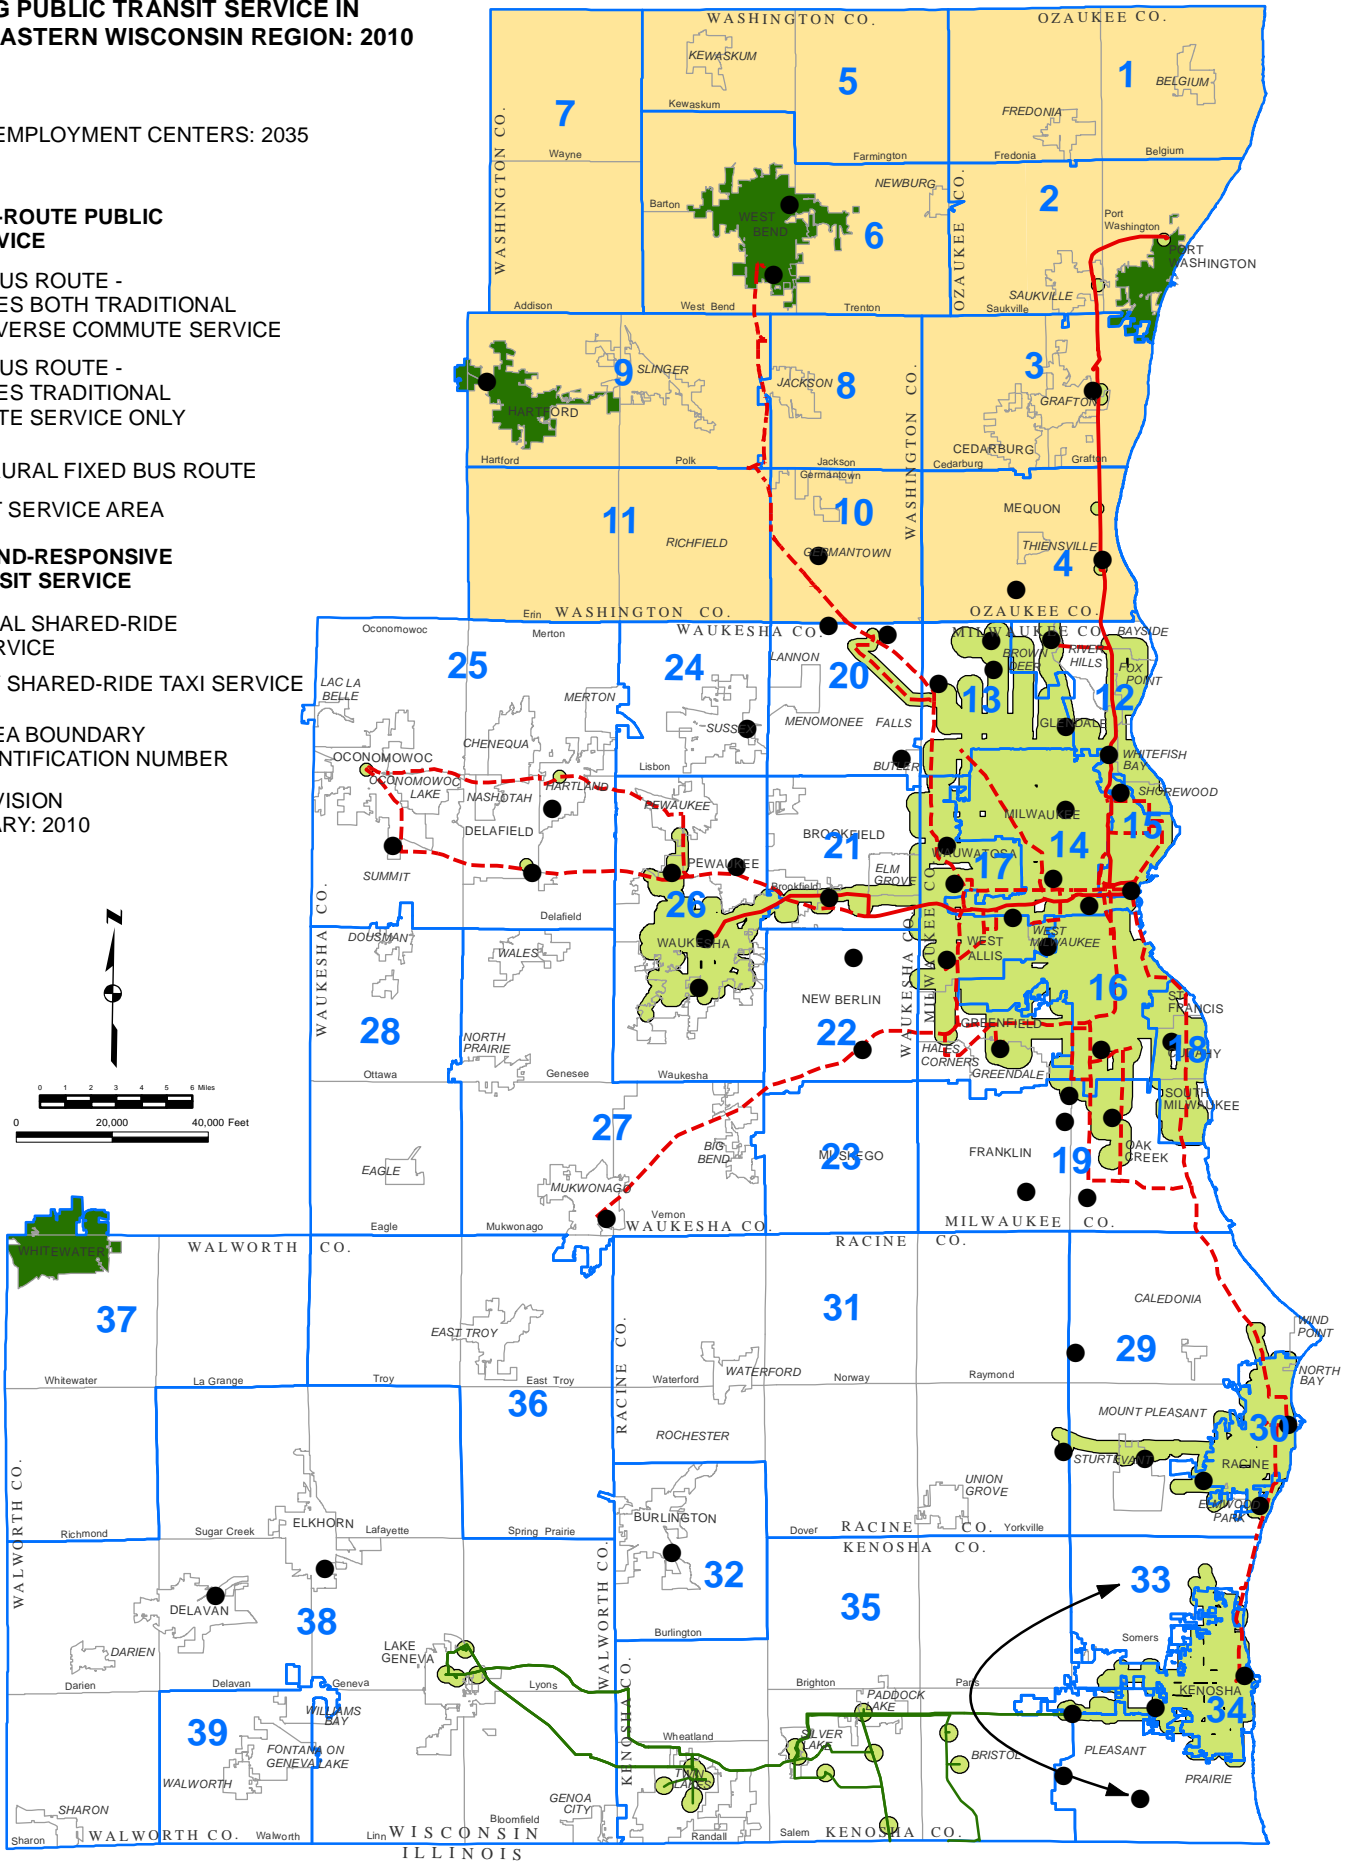 G PUBLIC TRANSIT SERVICE IN
EASTERN WISCONSIN REGION: 2010
EMPLOYMENT CENTERS: 2035
-ROUTE PUBLIC
VICE
US ROUTE -
ES BOTH TRADITIONAL
VERSE COMMUTE SERVICE
US ROUTE -
ES TRADITIONAL
TE SERVICE ONLY
URAL FIXED BUS ROUTE
T SERVICE AREA
ND-RESPONSIVE
SIT SERVICE
AL SHARED-RIDE
RVICE
Y SHARED-RIDE TAXI SERVICE
EA BOUNDARY
ENTIFICATION NUMBER
VISION
ARY: 2010
WASHINGTON CO.
OZAUKEE CO.
KEWASKUM
5
1
BELGIUM
7
Kewaskum
FREDONIA
WASHINGTON CO.
Wayne
Farmington
Fredonia
Belgium
NEWBURG
OZAUKEE CO.
2
Barton
WEST
BEND
6
Port
Washington
PORT
WASHINGTON
SAUKVILLE
Addison
West Bend
Trenton
Saukville
9
SLINGER
JACKSON
8
3
WASHINGTON CO.
GRAFTON
HARTFORD
CEDARBURG
Hartford
Polk
Jackson
Cedarburg
Grafton
Germantown
11
10
MEQUON
RICHFIELD
GERMANTOWN
THIENSVILLE
4
Erin
WASHINGTON CO.
OZAUKEE CO.
Oconomowoc
Merton
WAUKESHA CO.
MILWAUKEE CO.
BAYSIDE
25
24
LANNON
20
BROWN
DEER
RIVER
HILLS
FOX
POINT
LAC LA
BELLE
MERTON
13
12
SUSSEX
MENOMONEE FALLS
GLENDALE
CHENEQUA
OCONOMOWOC
Lisbon
BUTLER
WHITEFISH
BAY
OCONOMOWOC
LAKE
NASHOTAH
HARTLAND
PEWAUKEE
SHOREWOOD
DELAFIELD
BROOKFIELD
MILWAUKEE
15
21
WAUWATOSA
14
SUMMIT
PEWAUKEE
ELM
GROVE
17
Brookfield
26
WAUKESHA CO.
Delafield
DOUSMAN
WALES
WAUKESHA
WEST
ALLIS
WEST
MILWAUKEE
WAUKESHA CO.
MILWAUKEE CO.
NEW BERLIN
16
ST.
FRANCIS
28
22
GREENFIELD
NORTH
PRAIRIE
HALES
CORNERS
GREENDALE
18
CUDAHY
Ottawa
Genesee
Waukesha
SOUTH
MILWAUKEE
27
BIG
BEND
23
MUSKEGO
FRANKLIN
19
OAK
CREEK
EAGLE
MUKWONAGO
Vernon
Eagle
Mukwonago
WAUKESHA CO.
MILWAUKEE CO.
WHITEWATER
WALWORTH CO.
RACINE CO.
N
0 1 2 3 4 5 6 Miles
0 20,000 40,000 Feet
37
31
CALEDONIA
WIND
POINT
EAST TROY
29
NORTH
BAY
WATERFORD
Whitewater
La Grange
Troy
East Troy
Waterford
Norway
Raymond
RACINE CO.
36
MOUNT PLEASANT
30
ROCHESTER
STURTEVANT
RACINE
WALWORTH CO.
UNION
GROVE
ELMWOOD
PARK
ELKHORN
BURLINGTON
Richmond
Sugar Creek
Lafayette
Spring Prairie
Dover
RACINE CO.
Yorkville
KENOSHA CO.
32
33
DELAVAN
38
WALWORTH CO.
35
Burlington
Somers
LAKE
GENEVA
DARIEN
Darien
Delavan
Geneva
Lyons
Brighton
Paris
KENOSHA
WILLIAMS
BAY
KENOSHA CO.
PADDOCK
LAKE
34
39
Wheatland
SILVER
LAKE
FONTANA ON
GENEVA LAKE
BRISTOL
PLEASANT
WALWORTH
TWIN
LAKES
PRAIRIE
GENOA
CITY
SHARON
Bloomfield
Sharon
WALWORTH CO.
Walworth
Linn
WISCONSIN
Randall
Salem
KENOSHA CO.
ILLINOIS